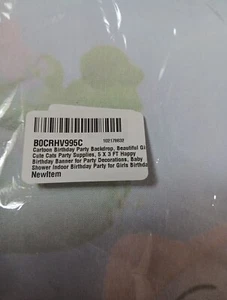 B0CRHV995C
Cartoon Birthday Party Backdrop, Beautiful Gi
Cute Cats Party Supplies, 5 X 3 FT Happy
Birthday Banner for Party Decorations, Baby
Shower Indoor Birthday Party for Girls Birthda
NewItem